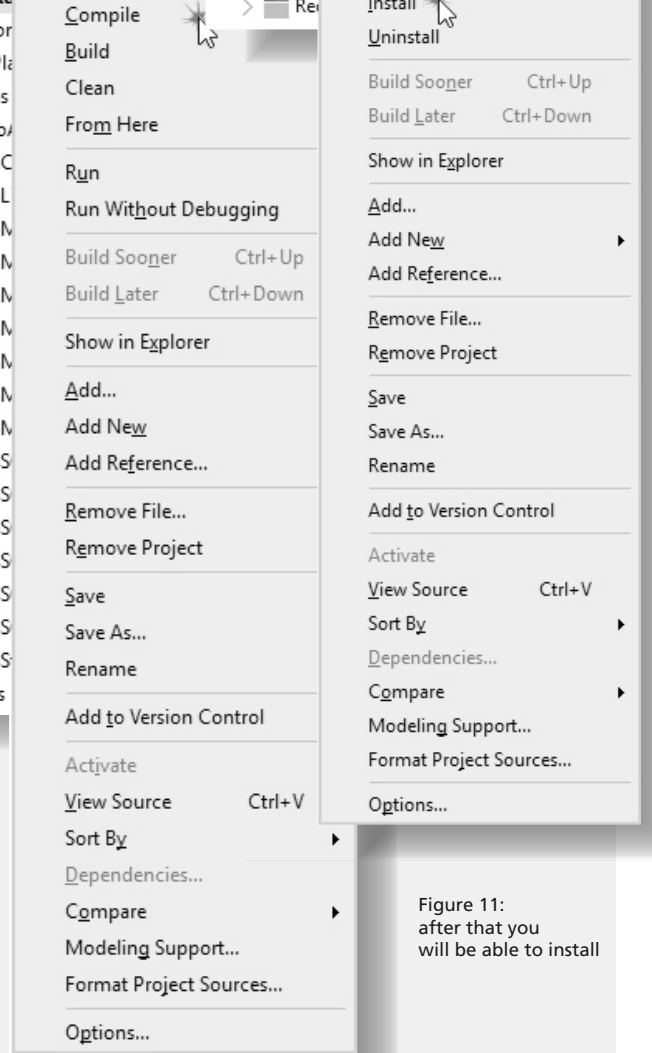 Compile
Build
Clean
From Here
Run
Run Without Debugging
Build Sooner Ctrl+Up
Build Later Ctrl+Down
Show in Explorer
Add...
Add New
Add Reference...
Remove File...
Remove Project
Save
Save As...
Rename
Add to Version Control
Activate
View Source Ctrl+V
Sort By
Dependencies...
Compare
Modeling Support...
Format Project Sources...
Options...
Install
Uninstall
Build Sooner Ctrl+Up
Build Later Ctrl+Down
Show in Explorer
Add...
Add New
Add Reference...
Remove File...
Remove Project
Save
Save As...
Rename
Add to Version Control
Activate
View Source Ctrl+V
Sort By
Dependencies...
Compare
Modeling Support...
Format Project Sources...
Options...
Figure 11:
after that you
will be able to install